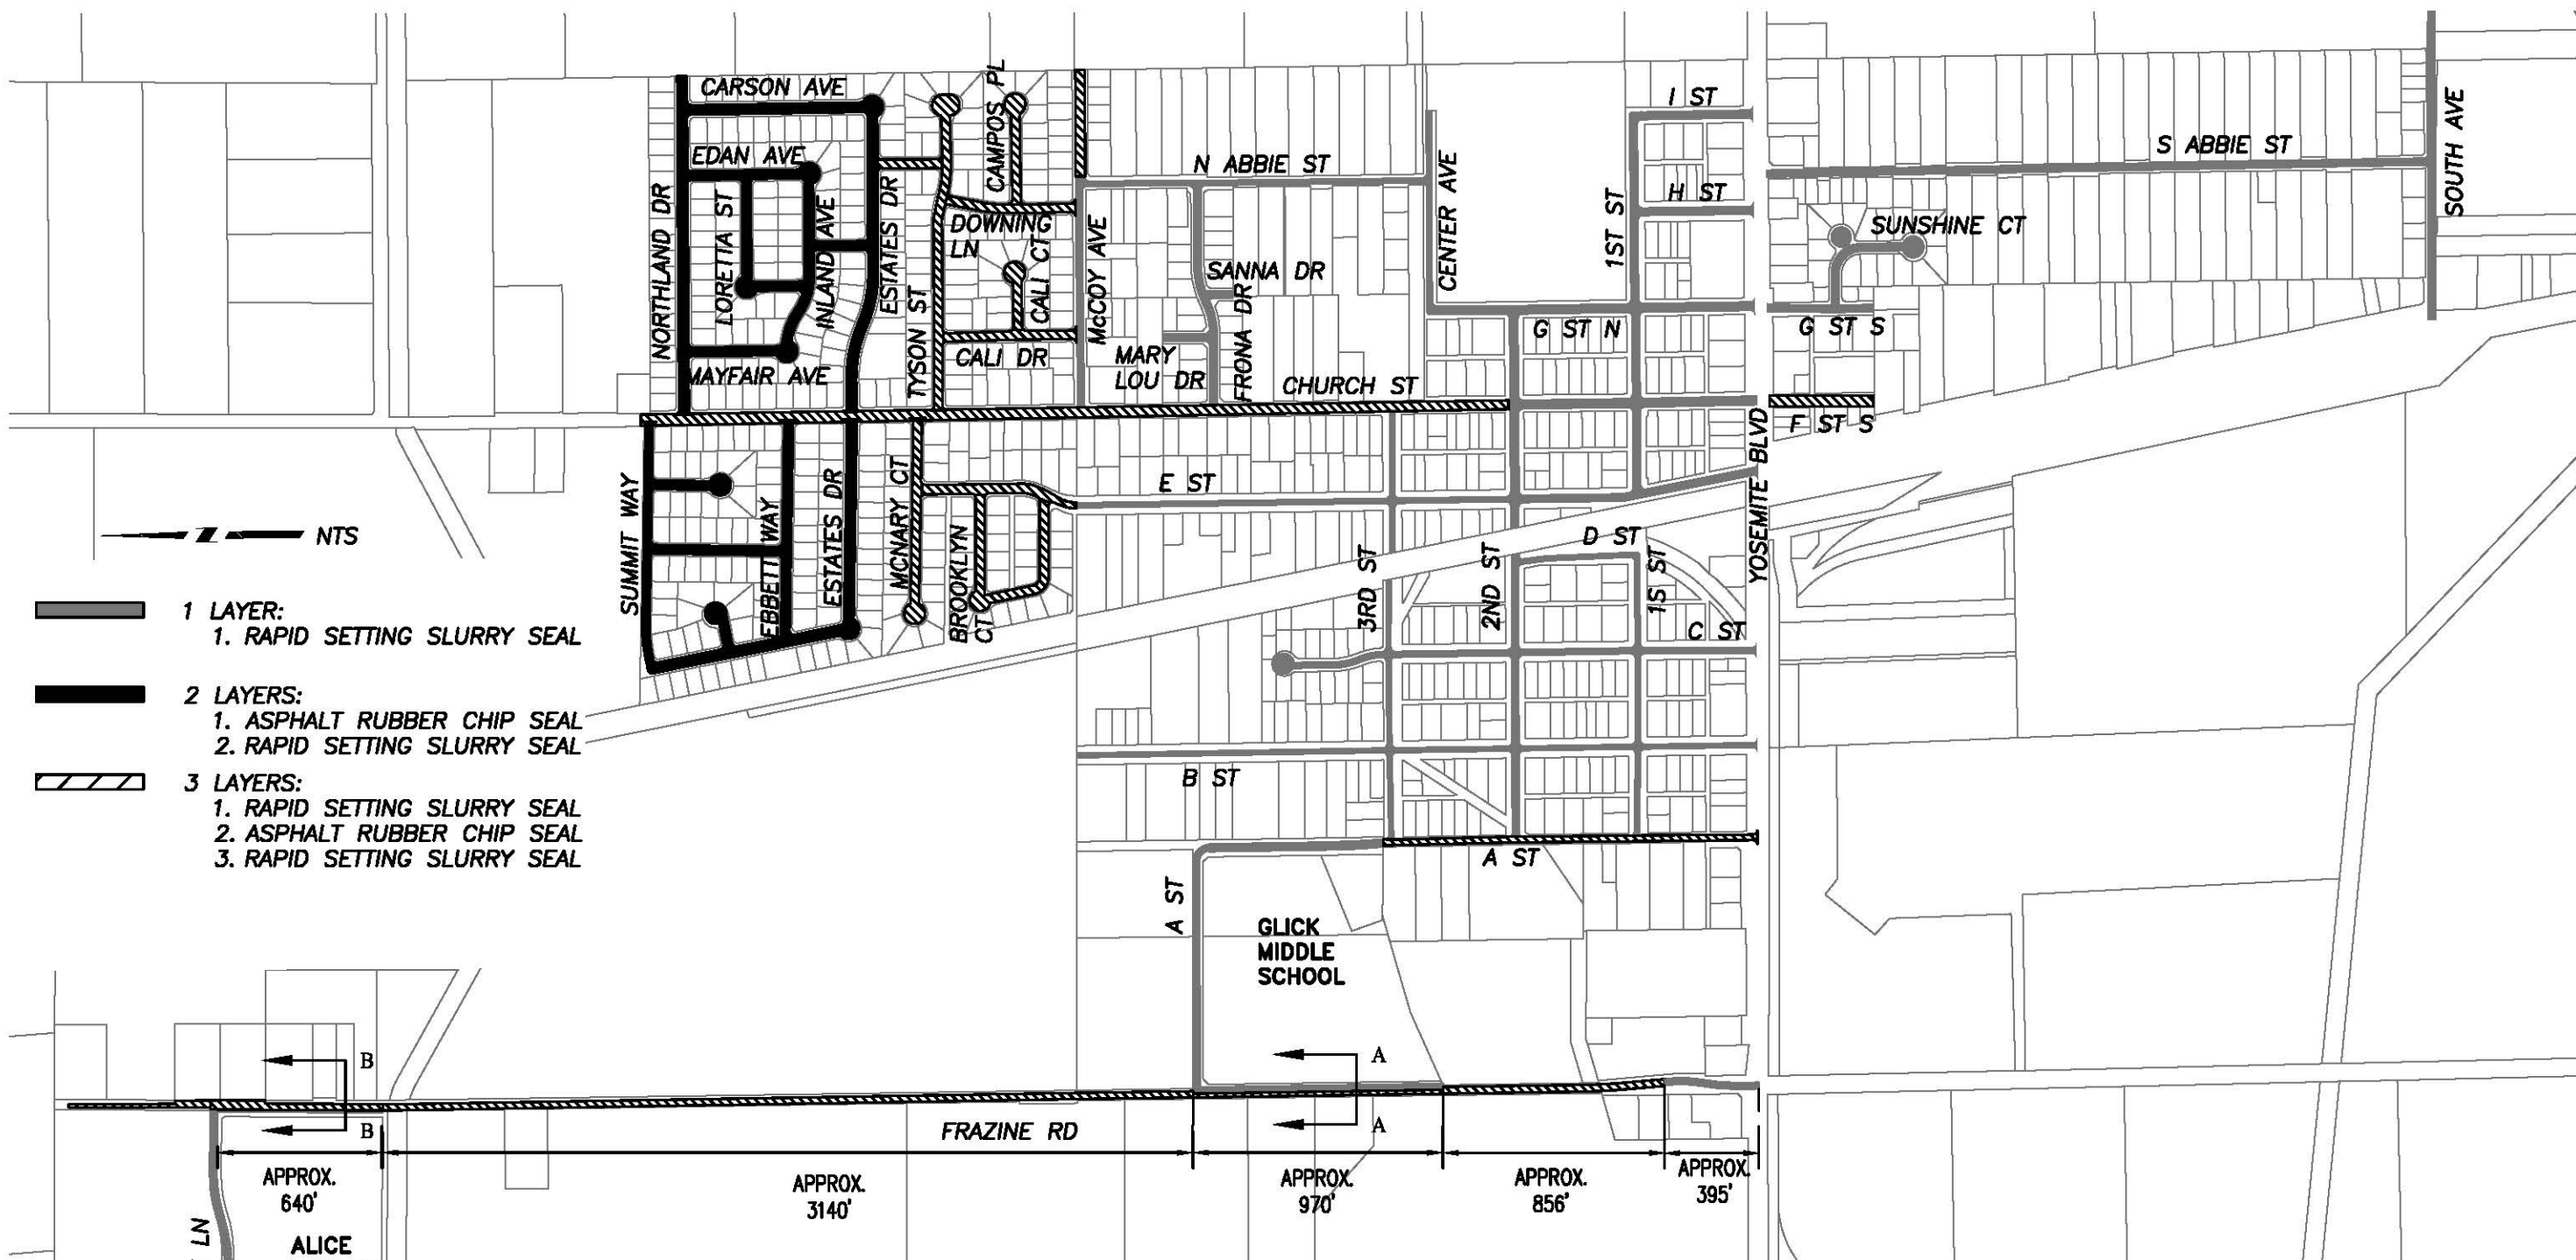 CARSON AVE
CAMPOS PL
I ST
EDAN AVE
N ABBIE ST
S ABBIE ST
SOUTH AVE
NORTHLAND DR
LORETTA ST
INLAND AVE
ESTATES DR
DOWNING
LN
CALI CT
McCOY AVE
CENTER AVE
1ST ST
H ST
SUNSHINE CT
SANNA DR
FRONA DR
TYSON ST
CALI DR
MARY
LOU DR
G ST N
G ST S
MAYFAIR AVE
CHURCH ST
F ST S
YOSEMITE BLVD
SUMMIT WAY
EBBETT WAY
ESTATES DR
MCNARY CT
E ST
BROOKLYN
CT
3RD ST
2ND ST
D ST
1S ST
C ST
Z NTS
1 LAYER:
1. RAPID SETTING SLURRY SEAL
2 LAYERS:
1. ASPHALT RUBBER CHIP SEAL
2. RAPID SETTING SLURRY SEAL
3 LAYERS:
1. RAPID SETTING SLURRY SEAL
2. ASPHALT RUBBER CHIP SEAL
3. RAPID SETTING SLURRY SEAL
B ST
A ST
A ST
GLICK
MIDDLE
SCHOOL
B
A
B
A
FRAZINE RD
APPROX.
640'
APPROX.
3140'
APPROX.
970'
APPROX.
856'
APPROX.
395'
LN
ALICE